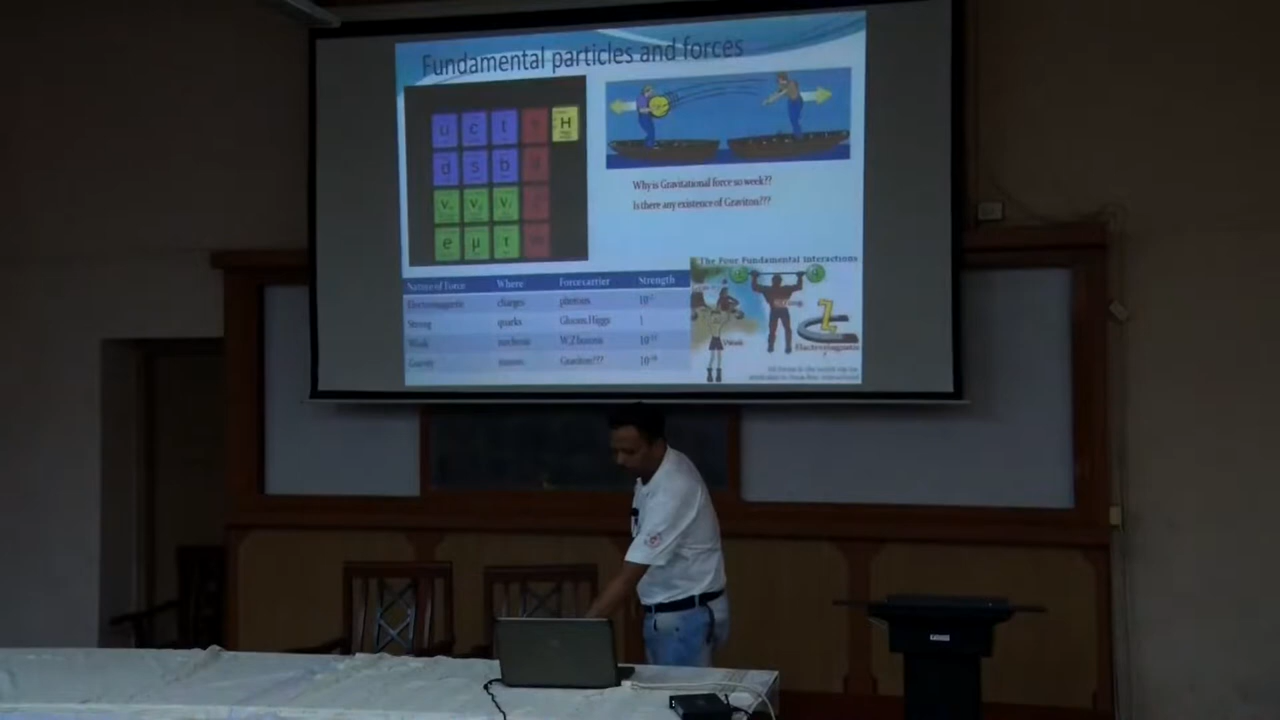 Fundamental particles and forces
u c t H
d s b
ν ν ν
e μ τ
Why is Gravitational force so week??
Is there any existence of Graviton???
Nature of Force Where Force carrier Strength
Electromagnetic charges photons
Strong quarks Gluons Higgs 1
Weak W,Z bosons
Gravity Graviton???
The Four Fundamental Interactions
Strong
Weak
Electromagnetic